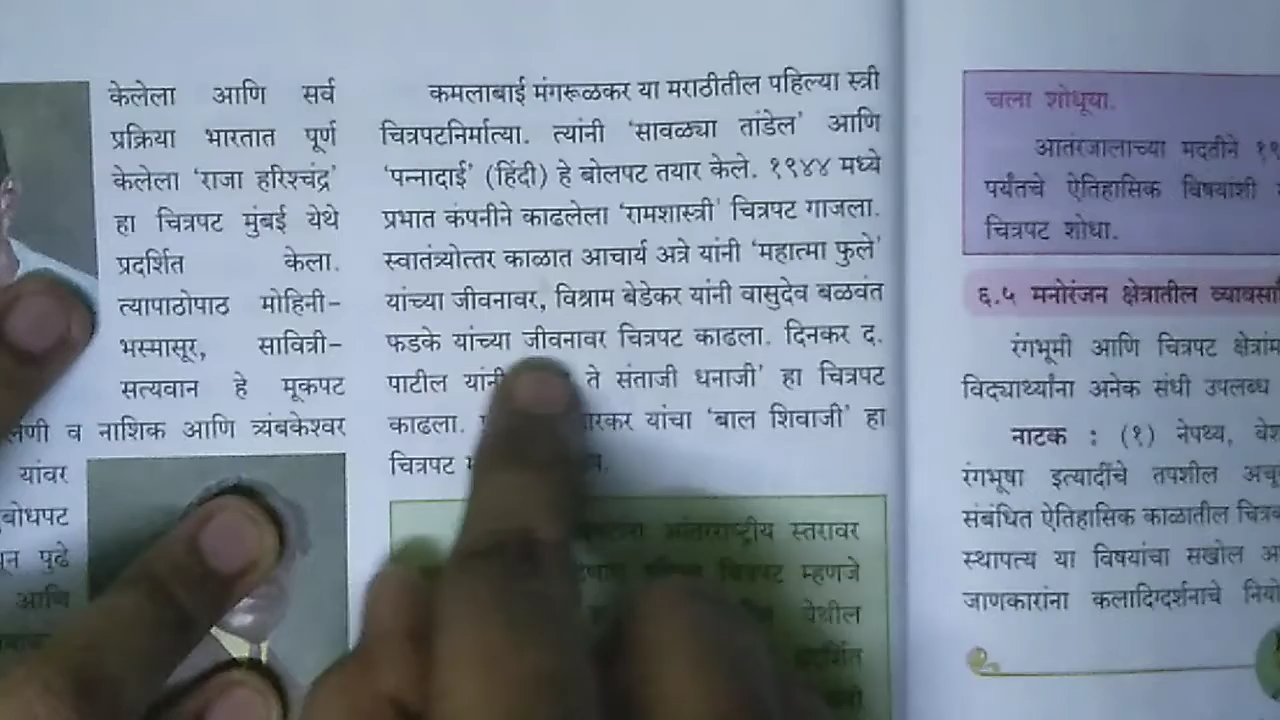 केलेला आणि सर्व
प्रक्रिया भारतात पूर्ण
केलेला ‘राजा हरिश्चंद्र’
हा चित्रपट मुंबई येथे
प्रदर्शित केला.
त्यापाठोपाठ मोहिनी-
भस्मासूर, सावित्री-
सत्यवान हे मूकपट
व नाशिक आणि त्र्यंबकेश्वर
यांवर
बोधपट
पुढे
आणि
कमलाबाई मंगरूळकर या मराठीतील पहिल्या स्त्री
चित्रपटनिर्मात्या. त्यांनी ‘सावळ्या तांडेल’ आणि
‘पन्नादाई’ (हिंदी) हे बोलपट तयार केले. १९४४ मध्ये
प्रभात कंपनीने काढलेला ‘रामशास्त्री’ चित्रपट गाजला.
स्वातंत्र्योत्तर काळात आचार्य अत्रे यांनी ‘महात्मा फुले’
यांच्या जीवनावर, विश्राम बेडेकर यांनी वासुदेव बळवंत
फडके यांच्या जीवनावर चित्रपट काढला. दिनकर द.
पाटील यांनी ते संताजी धनाजी’ हा चित्रपट
काढला. यांचा ‘बाल शिवाजी’ हा
चित्रपट
आंतरराष्ट्रीय स्तरावर
चित्रपट म्हणजे
येथील
चला शोधूया.
आंतरजालाच्या मदतीने
पर्यंतचे ऐतिहासिक विषयांशी
चित्रपट शोधा.
६.५ मनोरंजन क्षेत्रातील
रंगभूमी आणि चित्रपट
विद्यार्थ्यांना अनेक संधी उपलब्ध
नाटक : (१) नेपथ्य,
रंगभूषा इत्यादींचे तपशील
संबंधित ऐतिहासिक काळातील
स्थापत्य या विषयांचा सखोल
जाणकारांना कलादिग्दर्शनाचे